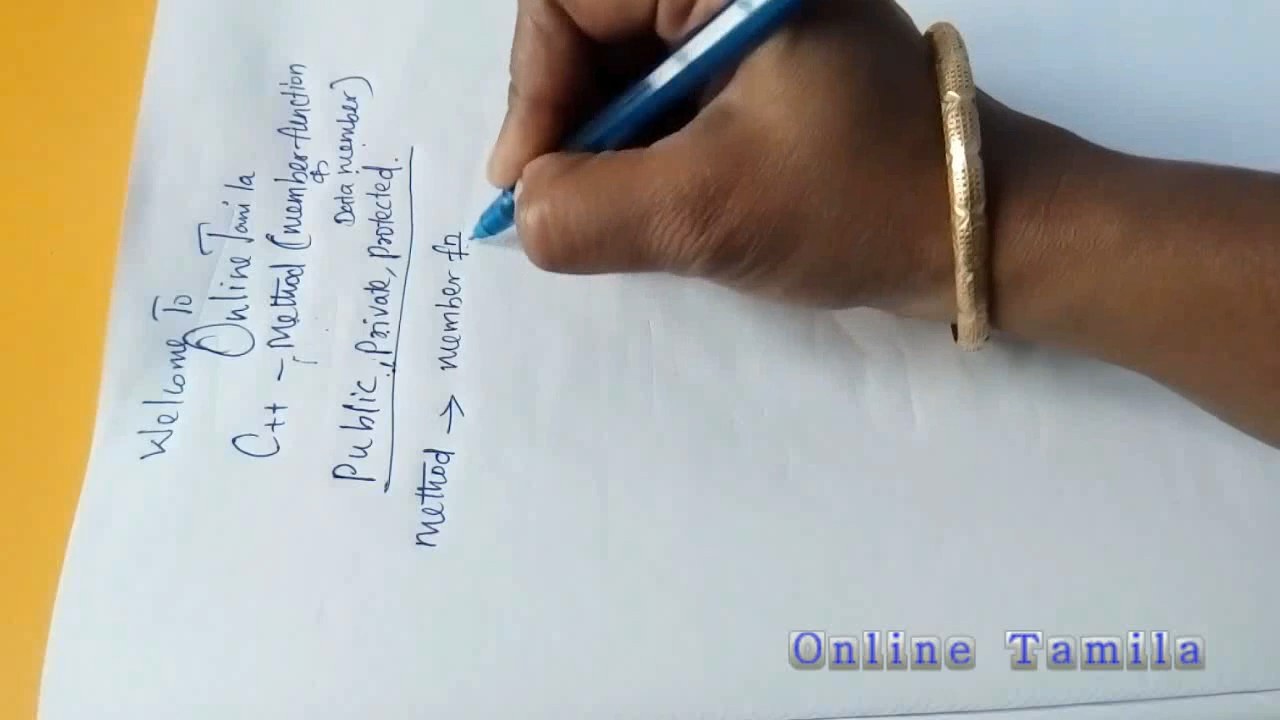 Welcome To
Online Tamila
C++ - Method (member function
&
Data member)
Public, Private, Protected.
method → member fn
Online Tamila